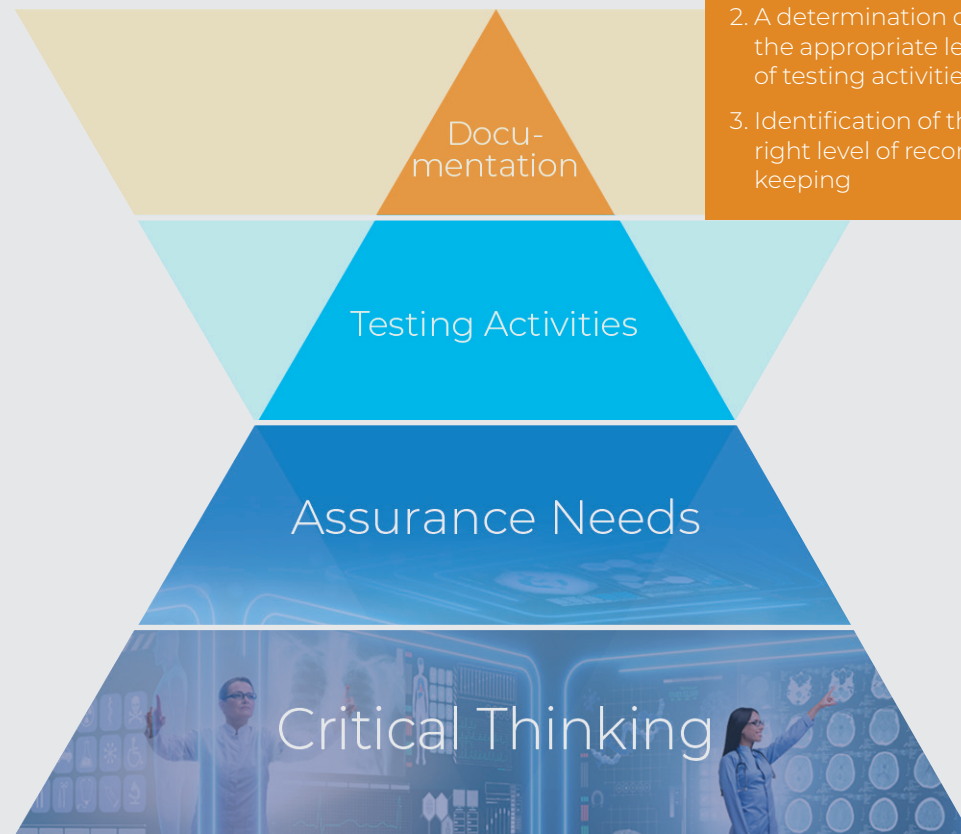 2. A determination
the appropriate
of testing
3. Identification of
right level of
keeping
Docu-
mentation
Testing Activities
Assurance Needs
Critical Thinking